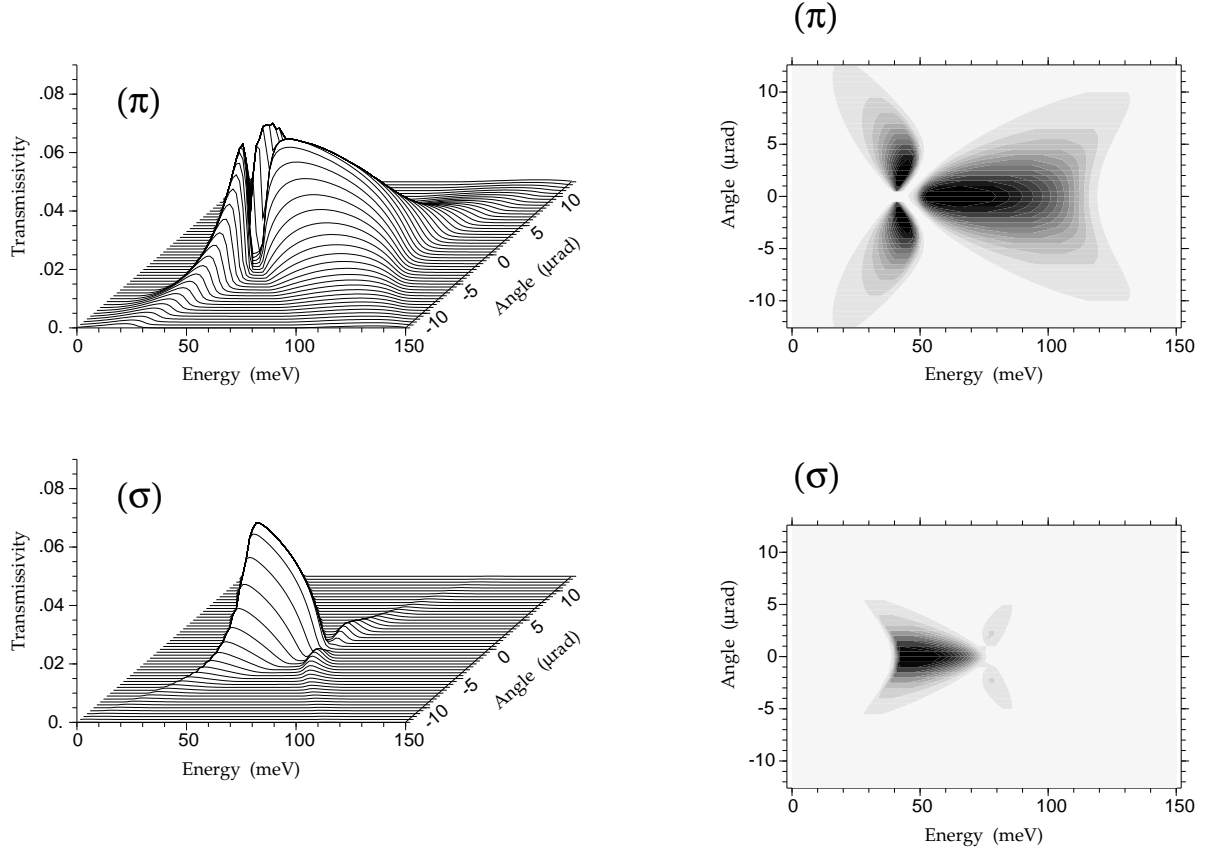 (π)
.08
.06
.04
.02
0.
Transmissivity
0 50 100 150
Energy (meV)
-10 -5 0 5 10
Angle (μrad)
(π)
10
5
0
-5
-10
Angle (μrad)
0 50 100 150
Energy (meV)
(σ)
.08
.06
.04
.02
0.
Transmissivity
0 50 100 150
Energy (meV)
-10 -5 0 5 10
Angle (μrad)
(σ)
10
5
0
-5
-10
Angle (μrad)
0 50 100 150
Energy (meV)